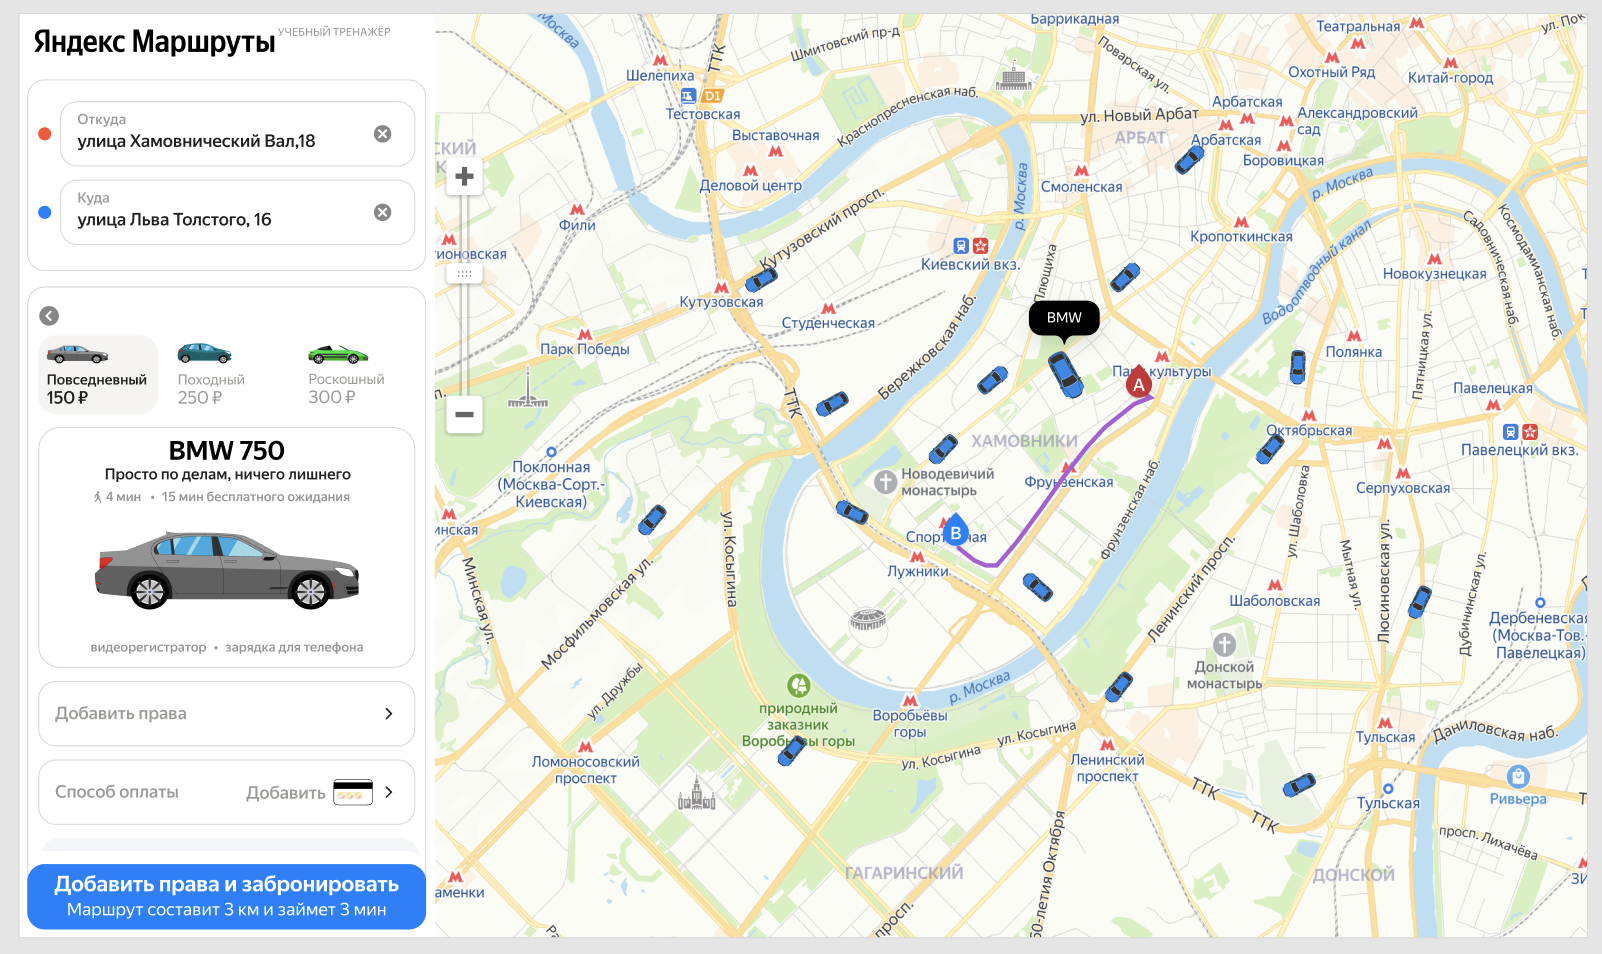 Яндекс Маршруты
УЧЕБНЫЙ ТРЕНАЖЁР
Откуда
улица Хамовнический Вал,18
Куда
улица Льва Толстого, 16
Повседневный
150 ₽
Походный
250 ₽
Роскошный
300 ₽
BMW 750
Просто по делам, ничего лишнего
4 мин • 15 мин бесплатного ожидания
видеорегистратор • зарядка для телефона
Добавить права
Способ оплаты
Добавить
Добавить права и забронировать
Маршрут составит 3 км и займет 3 мин
Москва
ТТК
Шмитовский пр-д
Баррикадная
Поварская ул.
Театральная
ул. Пок
Шелепиха
D1
Тестовская
Охотный Ряд
Китай-город
Краснопресненская наб.
Выставочная
ул. Новый Арбат
АРБАТ
Арбатская
Арбатская
Александровский
сад
Боровицкая
СКИЙ
К
Деловой центр
Смоленская
р. Москва
р. Москва
Фили
Кутузовский просп.
Киевский вкз.
Кропоткинская
Водоотводный канал
Садовническая наб.
Космодамианская наб.
Новокузнецкая
тионовская
Кутузовская
Плющиха
BMW
Студенческая
Бережковская наб.
Парк Победы
Парк культуры
A
Полянка
Пятницкая ул.
Павелецкая
п.
ТТК
ХАМОВНИКИ
Октябрьская
Павелецкий вкз.
Поклонная
(Москва-Сорт.-
Киевская)
Новодевичий
монастырь
Фрунзенская
Фрунзенская наб.
Серпуховская
инская
ул. Косыгина
Спортивная
B
Лужники
ул. Шаболовка
Мытная ул.
Люсиновская ул.
Дубининская ул.
Минская ул.
Мосфильмовская ул.
Ленинский просп.
Шаболовская
Дербеневска
(Москва-Тов.-
Павелецкая)
ул. Дружбы
Донской
монастырь
природный
заказник
Воробьёвы горы
р. Москва
Воробьёвы
горы
ул. Косыгина
ул. Косыгина
Тульская
Даниловская наб.
Ломоносовский
проспект
Ленинский
проспект
ТТК
ТТК
Тульская
Ривьера
Т
просп. Лихачёва
ГАГАРИНСКИЙ
60-летия Октября
ДОНСКОЙ
ЗИ
аменки
просп.